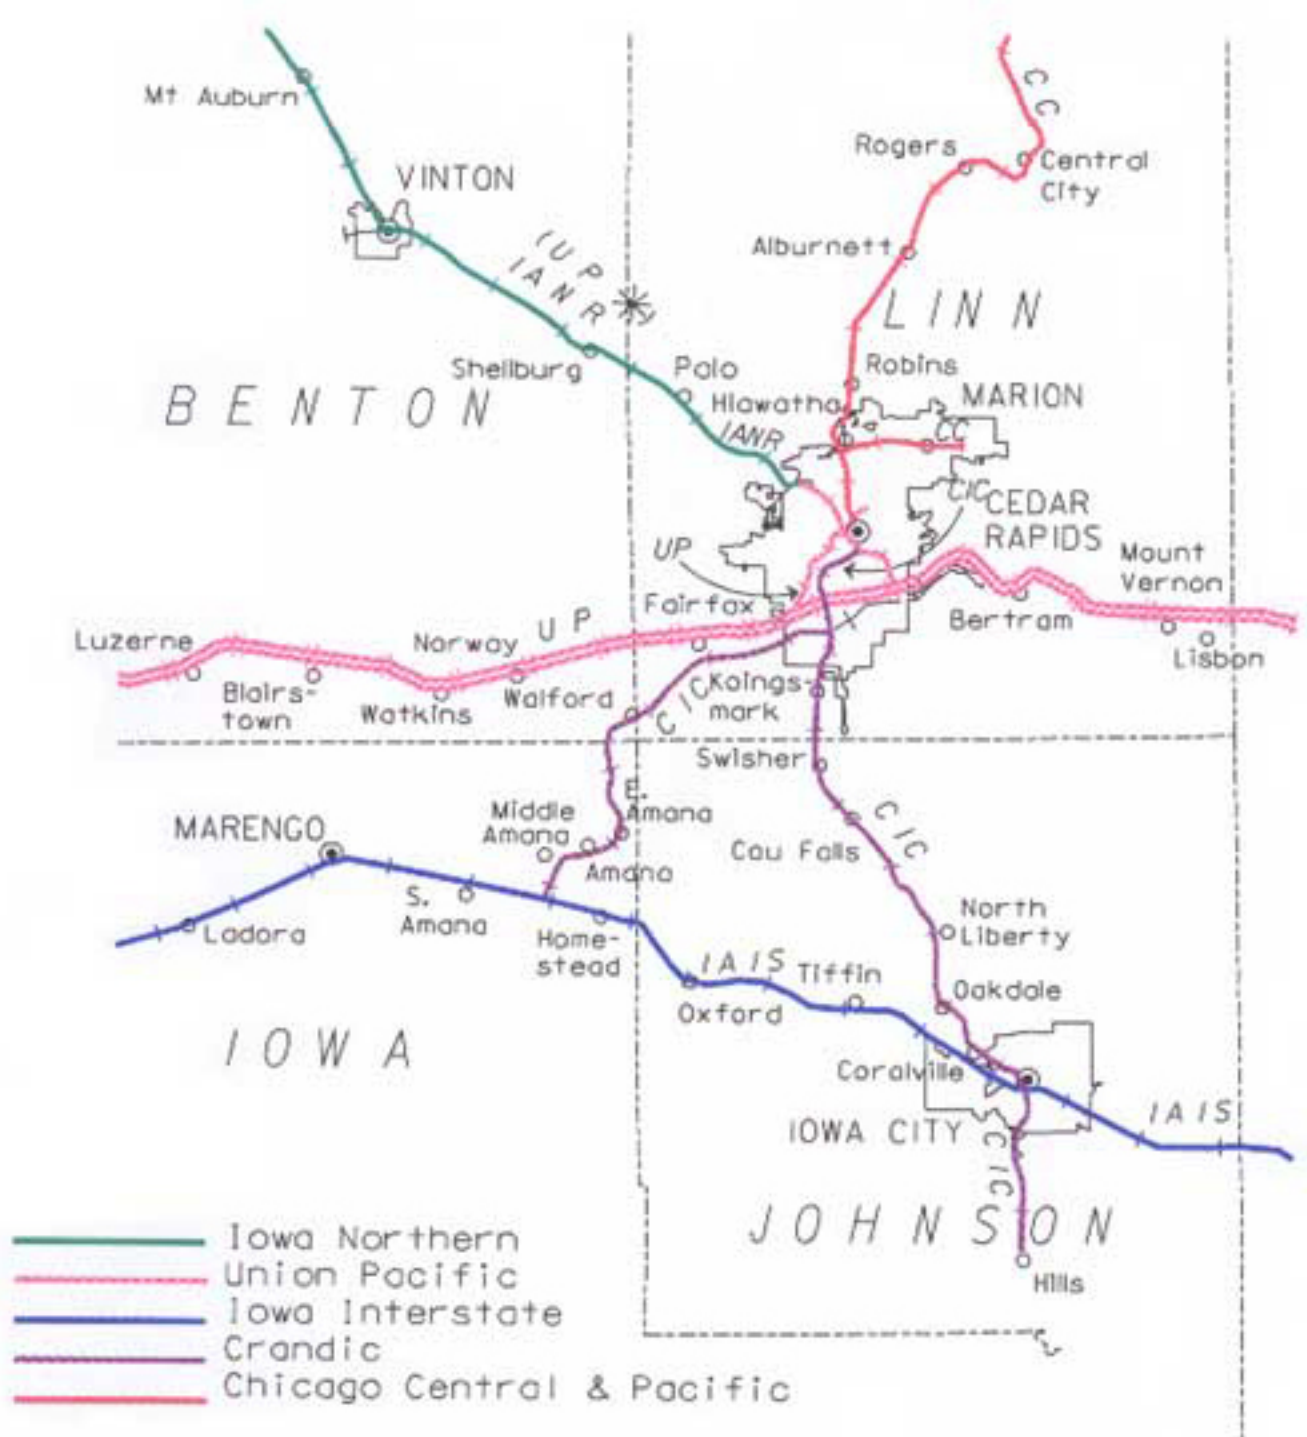 Mt Auburn
VINTON
(UP
IANR
*)
Shellburg
BENTON
CC
Rogers
Central
City
Alburnett
LINN
Robins
Palo
Hiawatha
MARION
IANR
CC
CIC
CEDAR
RAPIDS
Mount
Vernon
UP
Fairfax
Bertram
Lisbon
Luzerne
Norway
UP
Blairs-
town
Watkins
Walford
CIC
Koings-
mark
Swisher
E.
Amana
Middle
Amana
Amana
MARENGO
CIC
Cou Falls
S.
Amana
Ladora
Home-
stead
North
Liberty
IAIS
Tiffin
Oxford
Oakdale
IOWA
Coralville
IAIS
IOWA CITY
CIC
JOHNSON
Hills
Iowa Northern
Union Pacific
Iowa Interstate
Crandic
Chicago Central & Pacific